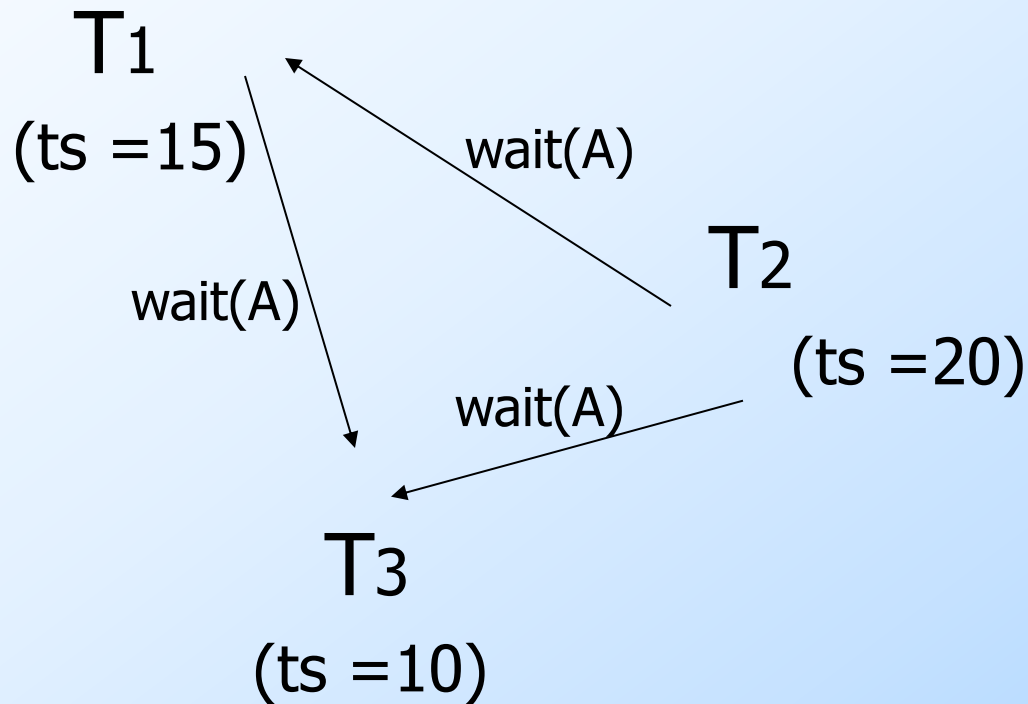 T1
(ts =15)
wait(A)
T2
wait(A)
(ts =20)
wait(A)
T3
(ts =10)